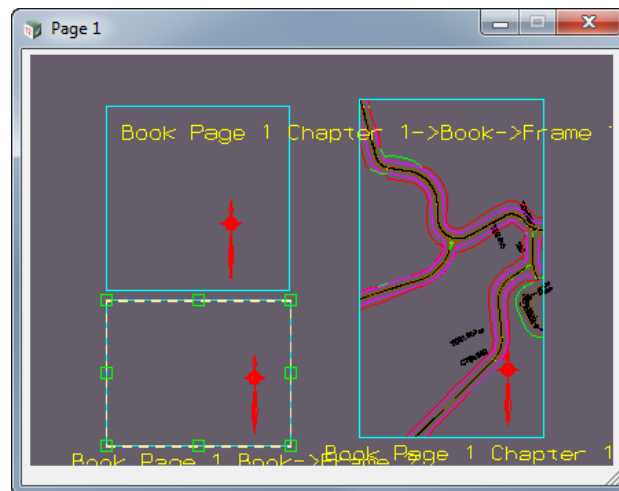 Page 1
Book Page 1 Chapter 1->Book->Frame
Book Page 1 Chapter 1
Book Page 1 Book->Frame